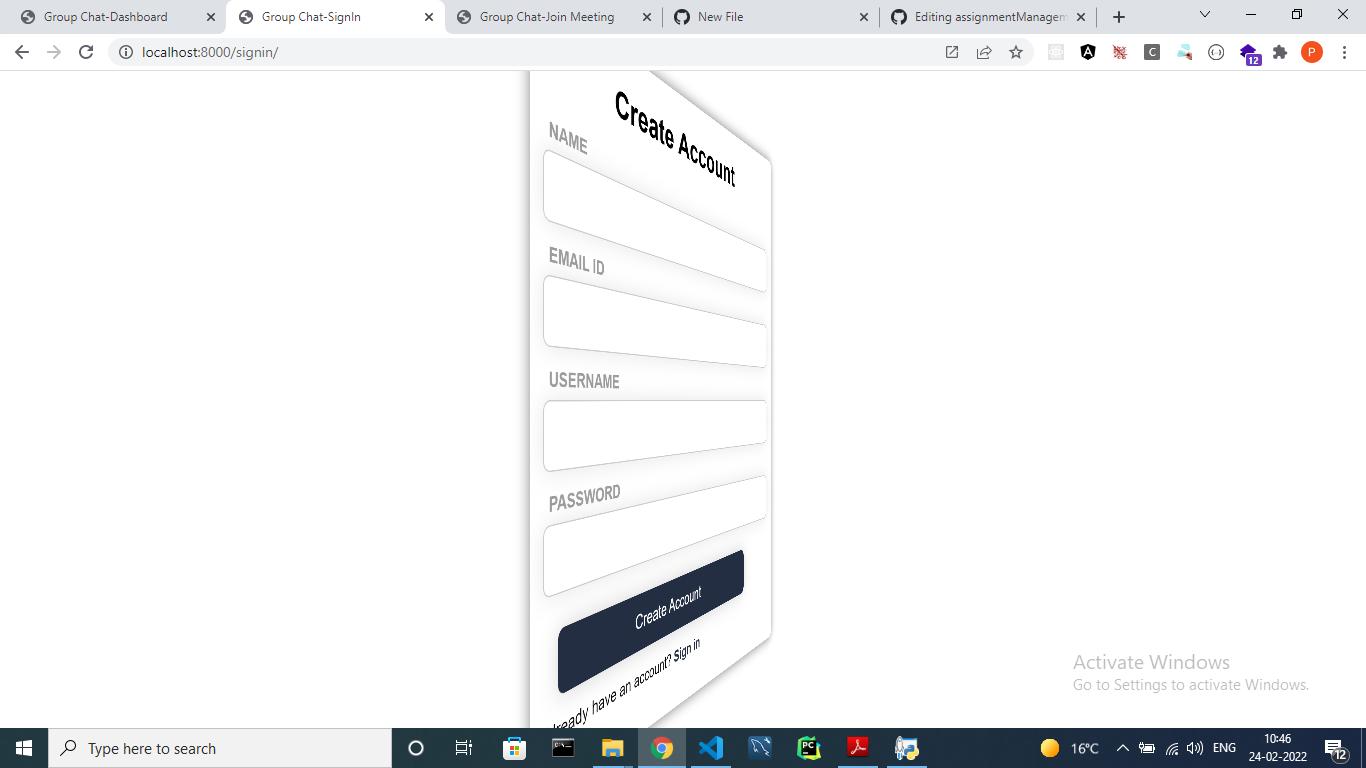 Group Chat-Dashboard
Group Chat-SignIn
Group Chat-Join Meeting
New File
Editing assignmentManagem
localhost:8000/signin/
C
12
P
Create Account
NAME
EMAIL ID
USERNAME
PASSWORD
Create Account
lready have an account? Sign in
Activate Windows
Go to Settings to activate Windows.
Type here to search
PC
16°C
ENG
10:46
24-02-2022
12